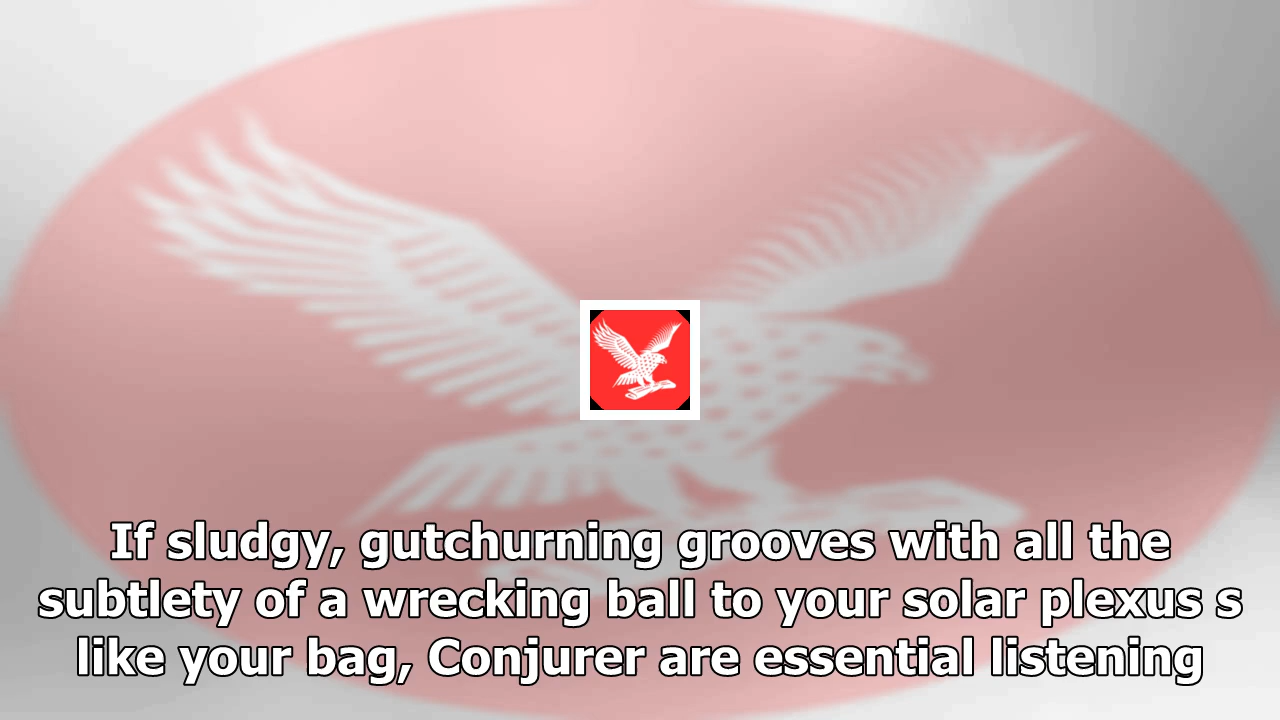 If sludgy, gutchurning grooves with all the
subtlety of a wrecking ball to your solar plexus s
like your bag, Conjurer are essential listening